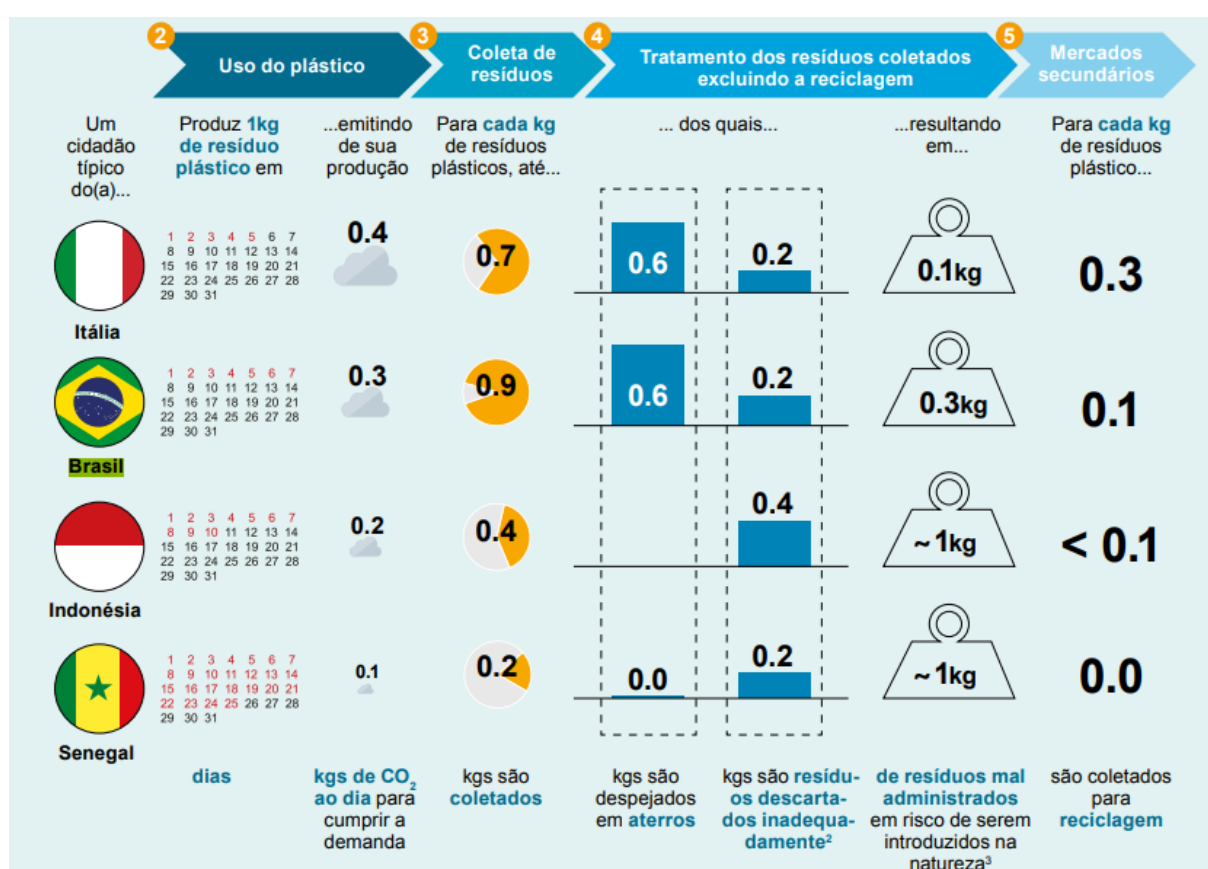 2
Uso do plástico
3
Coleta de
resíduos
4
Tratamento dos resíduos coletados
excluindo a reciclagem
5
Mercados
secundários
Um
cidadão
típico
do(a)...
Produz 1kg
de resíduo
plástico em
...emitindo
de sua
produção
Para cada kg
de resíduos
plásticos, até...
... dos quais...
...resultando
em...
Para cada kg
de resíduos
plástico...
Itália
1 2 3 4 5 6 7
8 9 10 11 12 13 14
15 16 17 18 19 20 21
22 23 24 25 26 27 28
29 30 31
0.4
0.7
0.6
0.2
0.1kg
0.3
Brasil
1 2 3 4 5 6 7
8 9 10 11 12 13 14
15 16 17 18 19 20 21
22 23 24 25 26 27 28
29 30 31
0.3
0.9
0.6
0.2
0.3kg
0.1
Indonésia
1 2 3 4 5 6 7
8 9 10 11 12 13 14
15 16 17 18 19 20 21
22 23 24 25 26 27 28
29 30 31
0.2
0.4
0.4
~ 1kg
< 0.1
Senegal
1 2 3 4 5 6 7
8 9 10 11 12 13 14
15 16 17 18 19 20 21
22 23 24 25 26 27 28
29 30 31
0.1
0.2
0.0
0.2
~ 1kg
0.0
dias
kgs de CO2
ao dia para
cumprir a
demanda
kgs são
coletados
kgs são
despejados
em aterros
kgs são resídu-
os descarta-
dos inadequa-
damente²
de resíduos mal
administrados
em risco de serem
introduzidos na
natureza³
são coletados
para
reciclagem